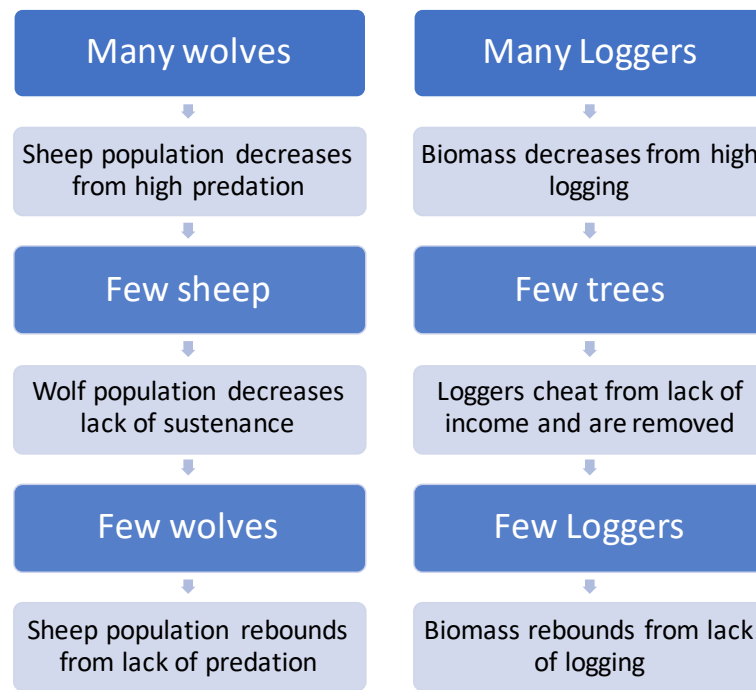 Many wolves
Sheep population decreases
from high predation
Few sheep
Wolf population decreases
lack of sustenance
Few wolves
Sheep population rebounds
from lack of predation
Many Loggers
Biomass decreases from high
logging
Few trees
Loggers cheat from lack of
income and are removed
Few Loggers
Biomass rebounds from lack
of logging